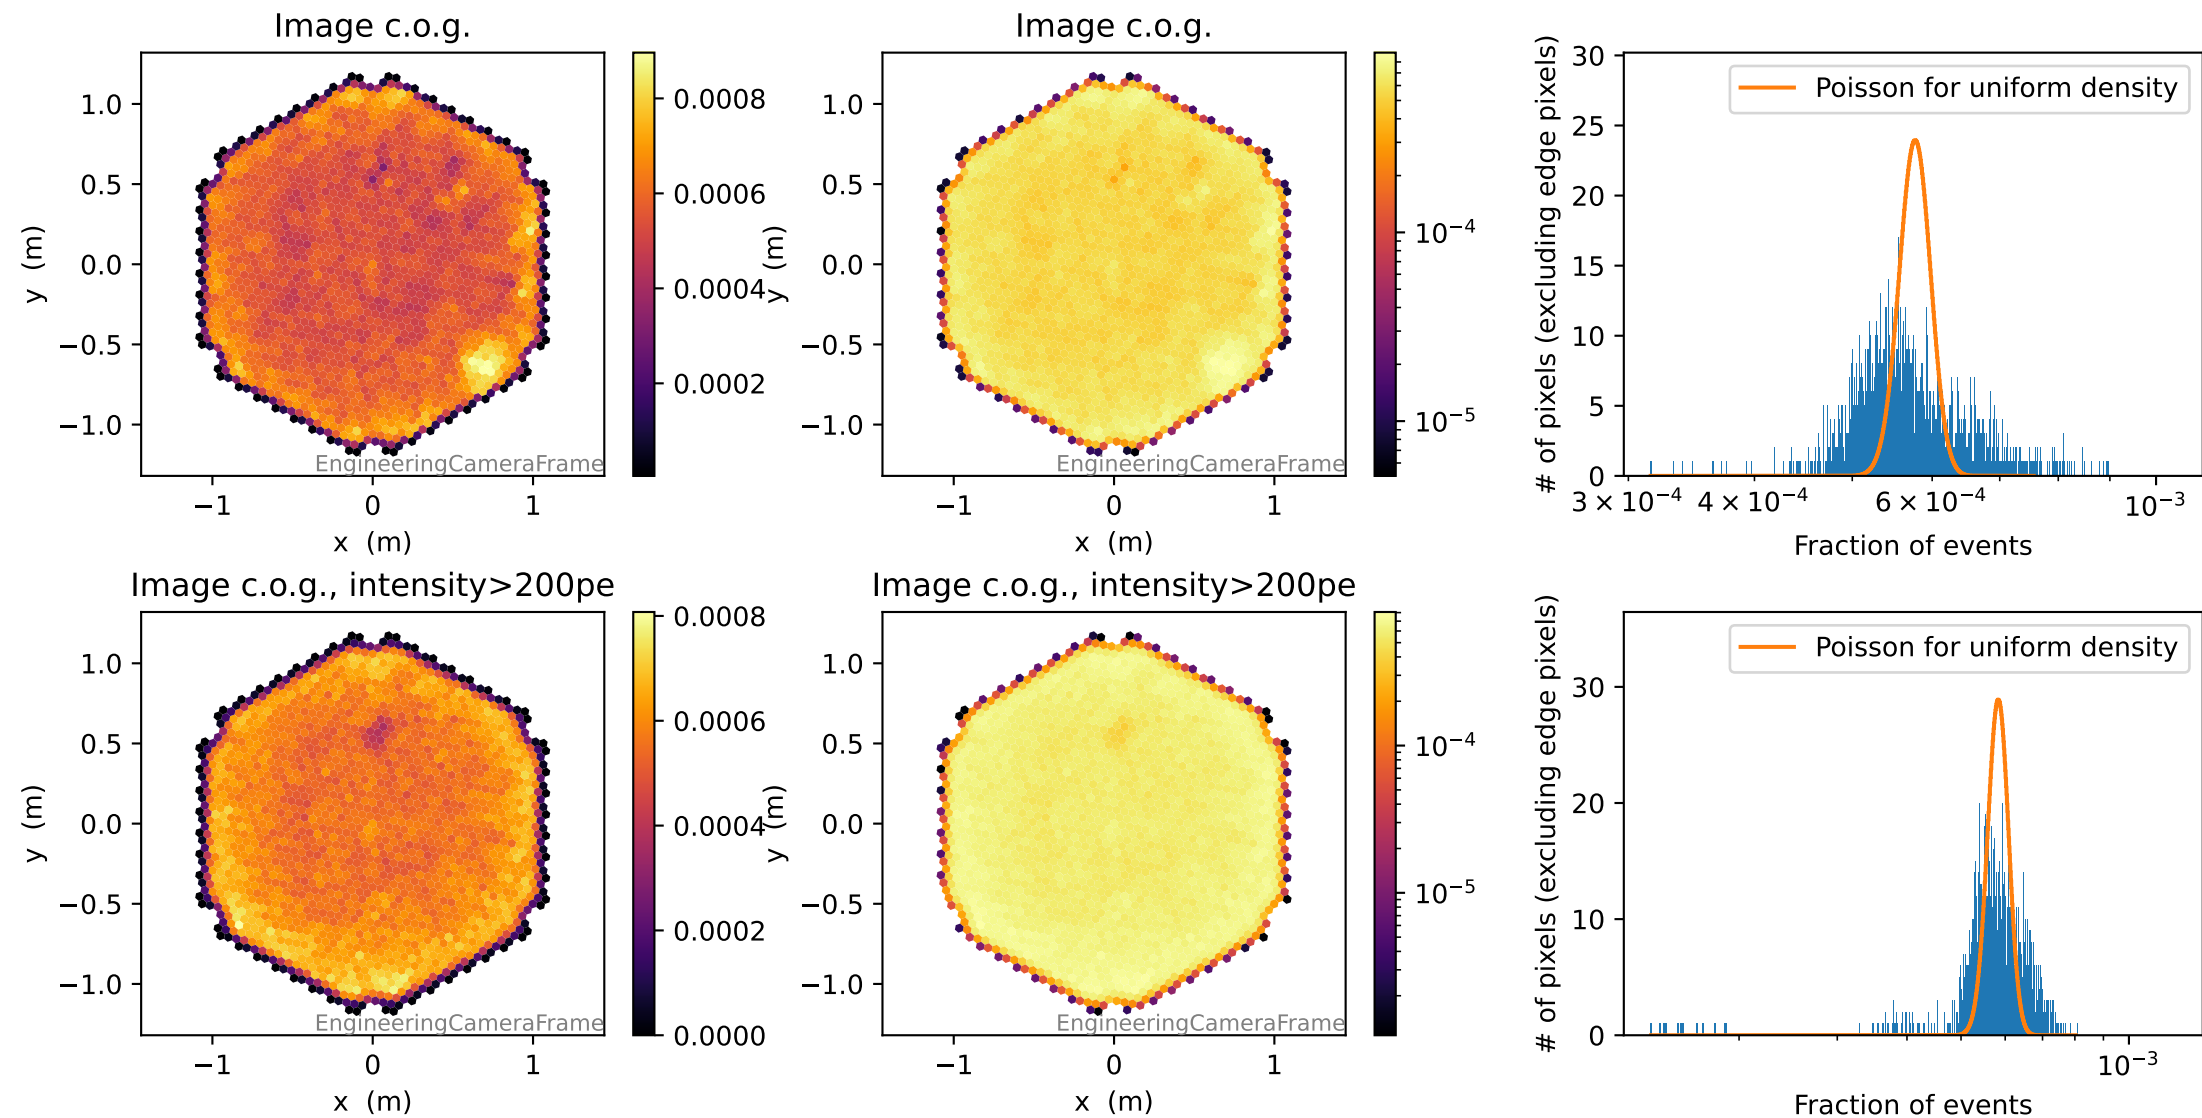 Image c.o.g.
1.0
0.5
0.0
−0.5
−1.0
y (m)
−1
0
1
x (m)
EngineeringCameraFrame
0.0008
0.0006
0.0004
0.0002
Image c.o.g.
1.0
0.5
0.0
−0.5
−1.0
y (m)
−1
0
1
x (m)
EngineeringCameraFrame
10⁻⁴
10⁻⁵
30
25
20
15
10
5
0
# of pixels (excluding edge pixels)
Poisson for uniform density
3 × 10⁻⁴
4 × 10⁻⁴
6 × 10⁻⁴
10⁻³
Fraction of events
Image c.o.g., intensity>200pe
1.0
0.5
0.0
−0.5
−1.0
y (m)
−1
0
1
x (m)
EngineeringCameraFrame
0.0008
0.0006
0.0004
0.0002
0.0000
Image c.o.g., intensity>200pe
1.0
0.5
0.0
−0.5
−1.0
y (m)
−1
0
1
x (m)
EngineeringCameraFrame
10⁻⁴
10⁻⁵
30
20
10
0
# of pixels (excluding edge pixels)
Poisson for uniform density
10⁻³
Fraction of events